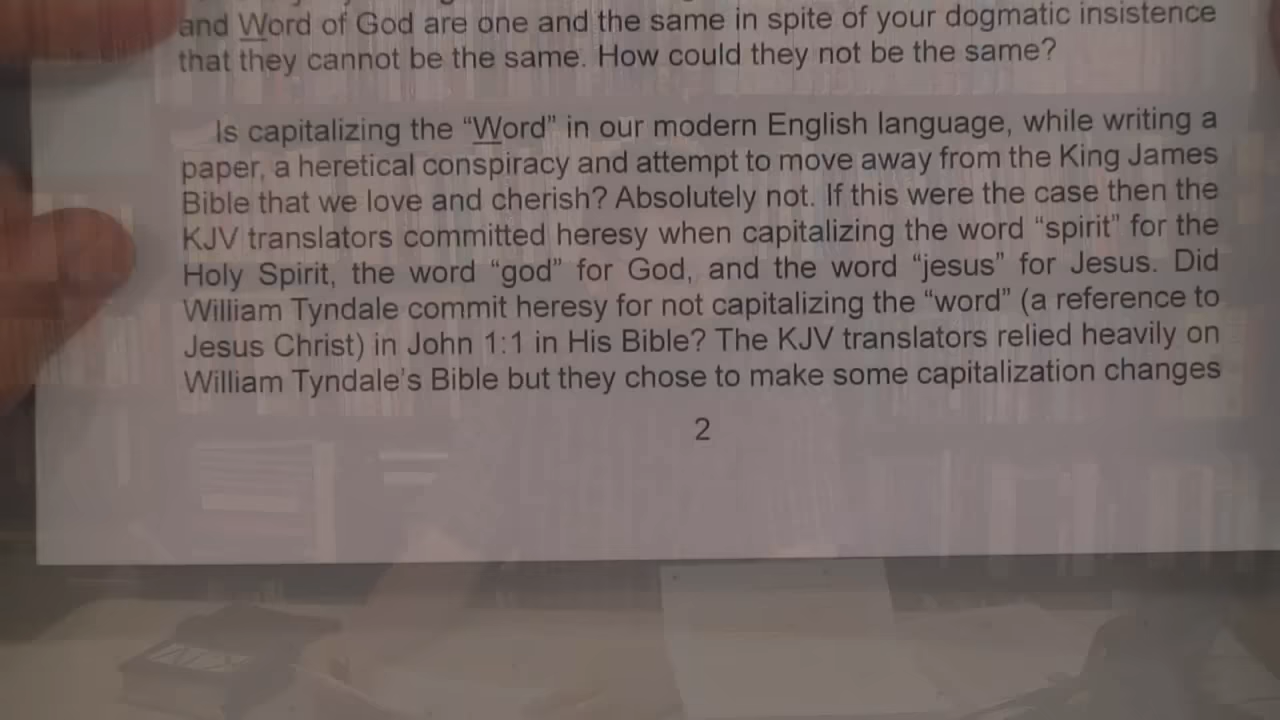 and Word of God are one and the same in spite of your dogmatic insistence
that they cannot be the same. How could they not be the same?
Is capitalizing the “Word” in our modern English language, while writing a
paper, a heretical conspiracy and attempt to move away from the King James
Bible that we love and cherish? Absolutely not. If this were the case then the
KJV translators committed heresy when capitalizing the word “spirit” for the
Holy Spirit, the word “god” for God, and the word “jesus” for Jesus. Did
William Tyndale commit heresy for not capitalizing the “word” (a reference to
Jesus Christ) in John 1:1 in His Bible? The KJV translators relied heavily on
William Tyndale's Bible but they chose to make some capitalization changes
2